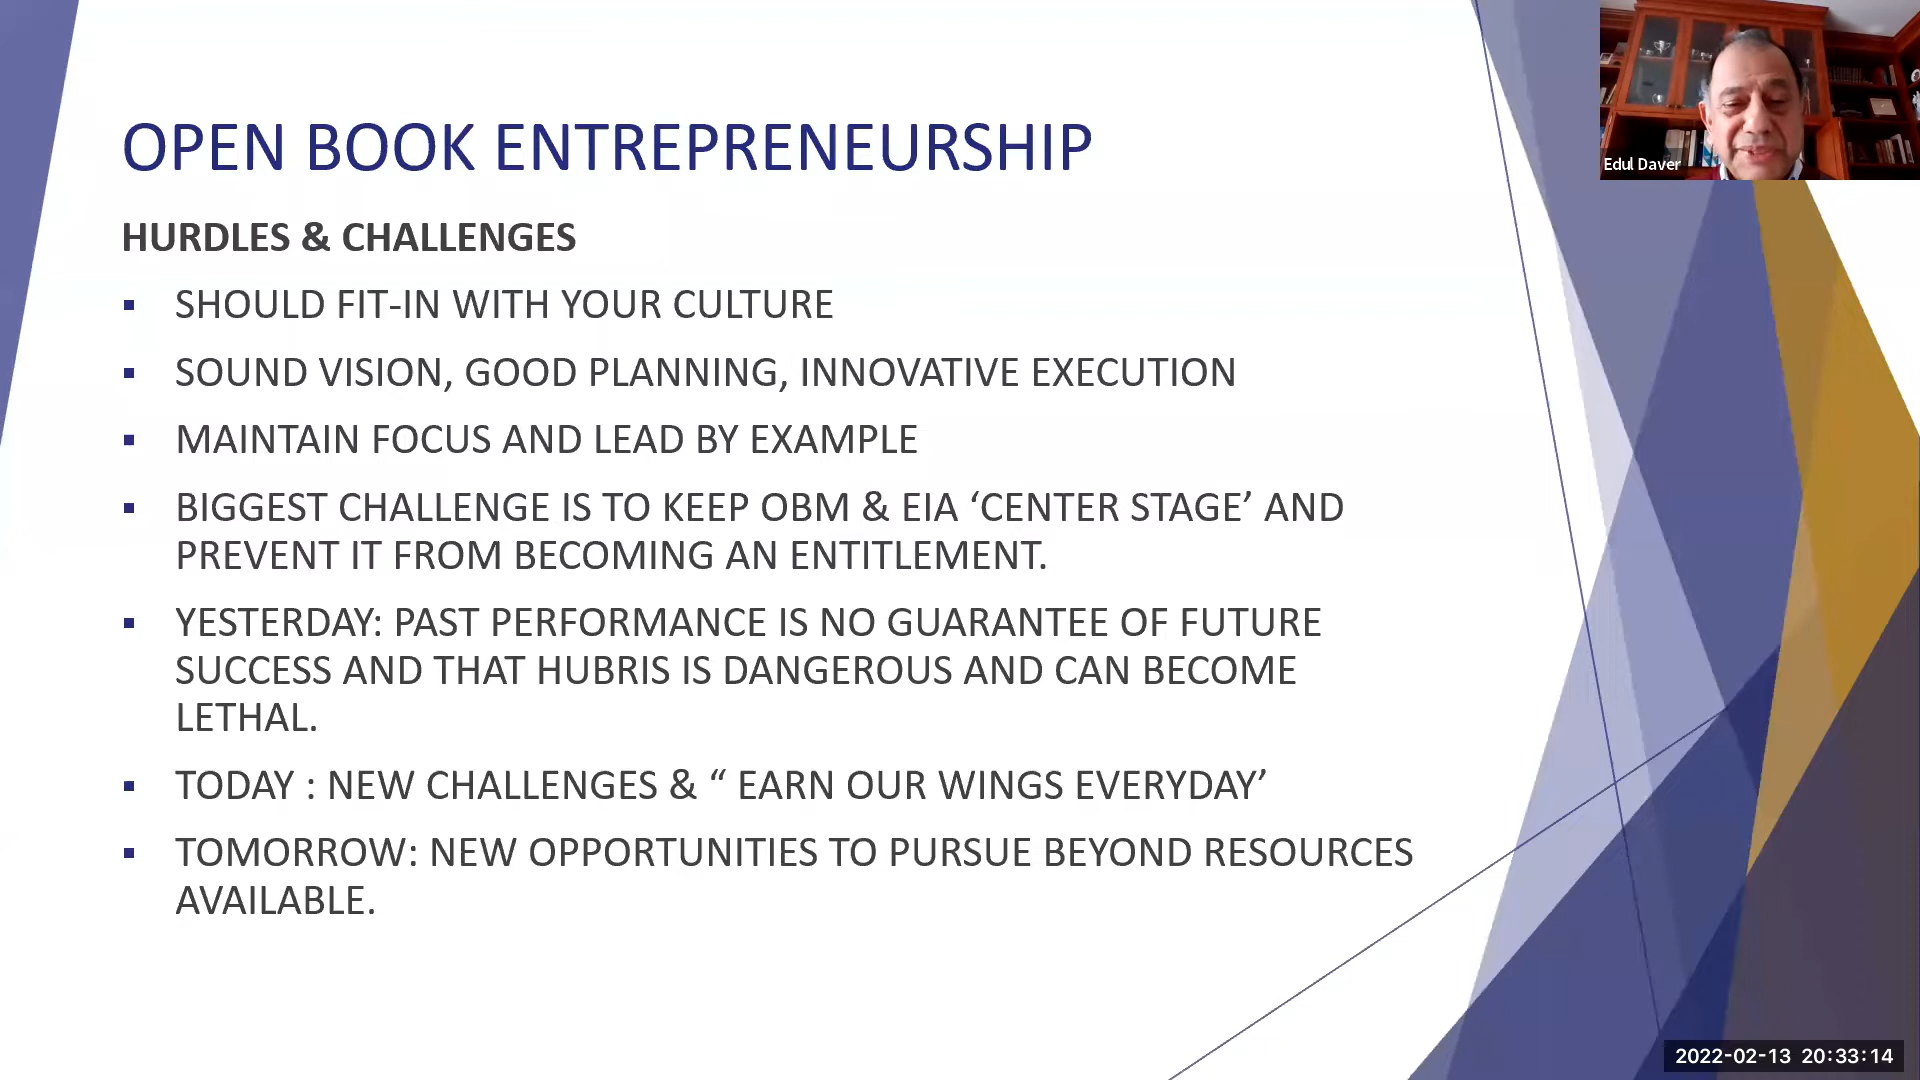 OPEN BOOK ENTREPRENEURSHIP
HURDLES & CHALLENGES
▪ SHOULD FIT-IN WITH YOUR CULTURE
▪ SOUND VISION, GOOD PLANNING, INNOVATIVE EXECUTION
▪ MAINTAIN FOCUS AND LEAD BY EXAMPLE
▪ BIGGEST CHALLENGE IS TO KEEP OBM & EIA ‘CENTER STAGE’ AND
PREVENT IT FROM BECOMING AN ENTITLEMENT.
▪ YESTERDAY: PAST PERFORMANCE IS NO GUARANTEE OF FUTURE
SUCCESS AND THAT HUBRIS IS DANGEROUS AND CAN BECOME
LETHAL.
▪ TODAY : NEW CHALLENGES & “ EARN OUR WINGS EVERYDAY’
▪ TOMORROW: NEW OPPORTUNITIES TO PURSUE BEYOND RESOURCES
AVAILABLE.
Edul Daver
2022-02-13 20:33:14